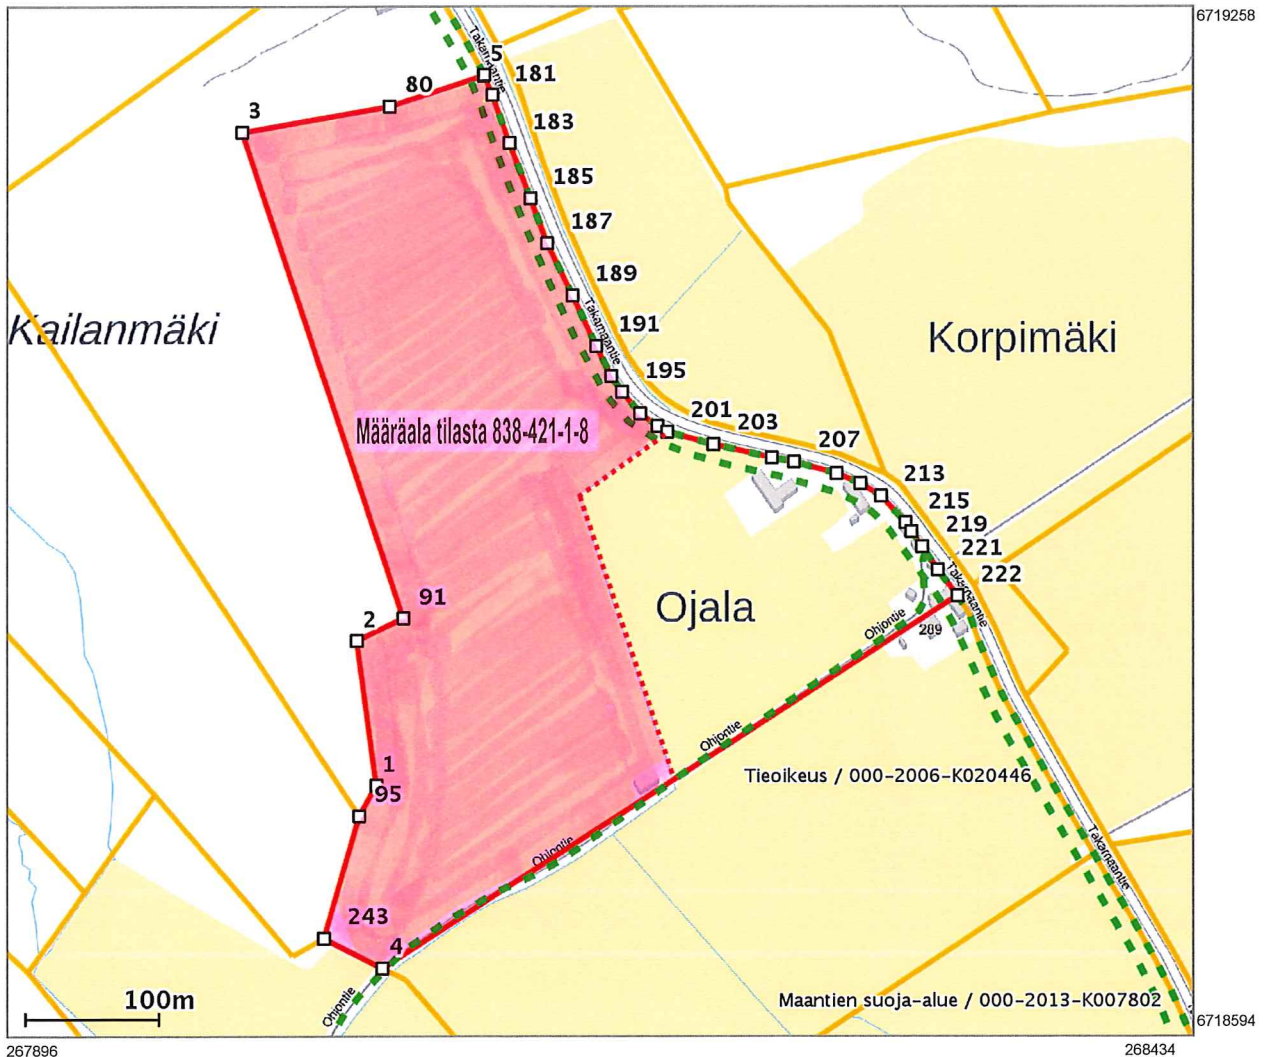 6719258
Takamaantie
5
181
80
3
183
185
187
189
Takamaantie
191
Kailanmäki
Korpimäki
195
201
203
Määräala tilasta 838-421-1-8
207
213
215
219
221
222
Takamaantie
91
2
Ojala
Ohjontie
289
Ohjontie
1
Tieoikeus / 000-2006-K020446
95
Ohjontie
Takamaantie
243
4
100m
Ohjontie
Maantien suoja-alue / 000-2013-K007802
6718594
267896
268434